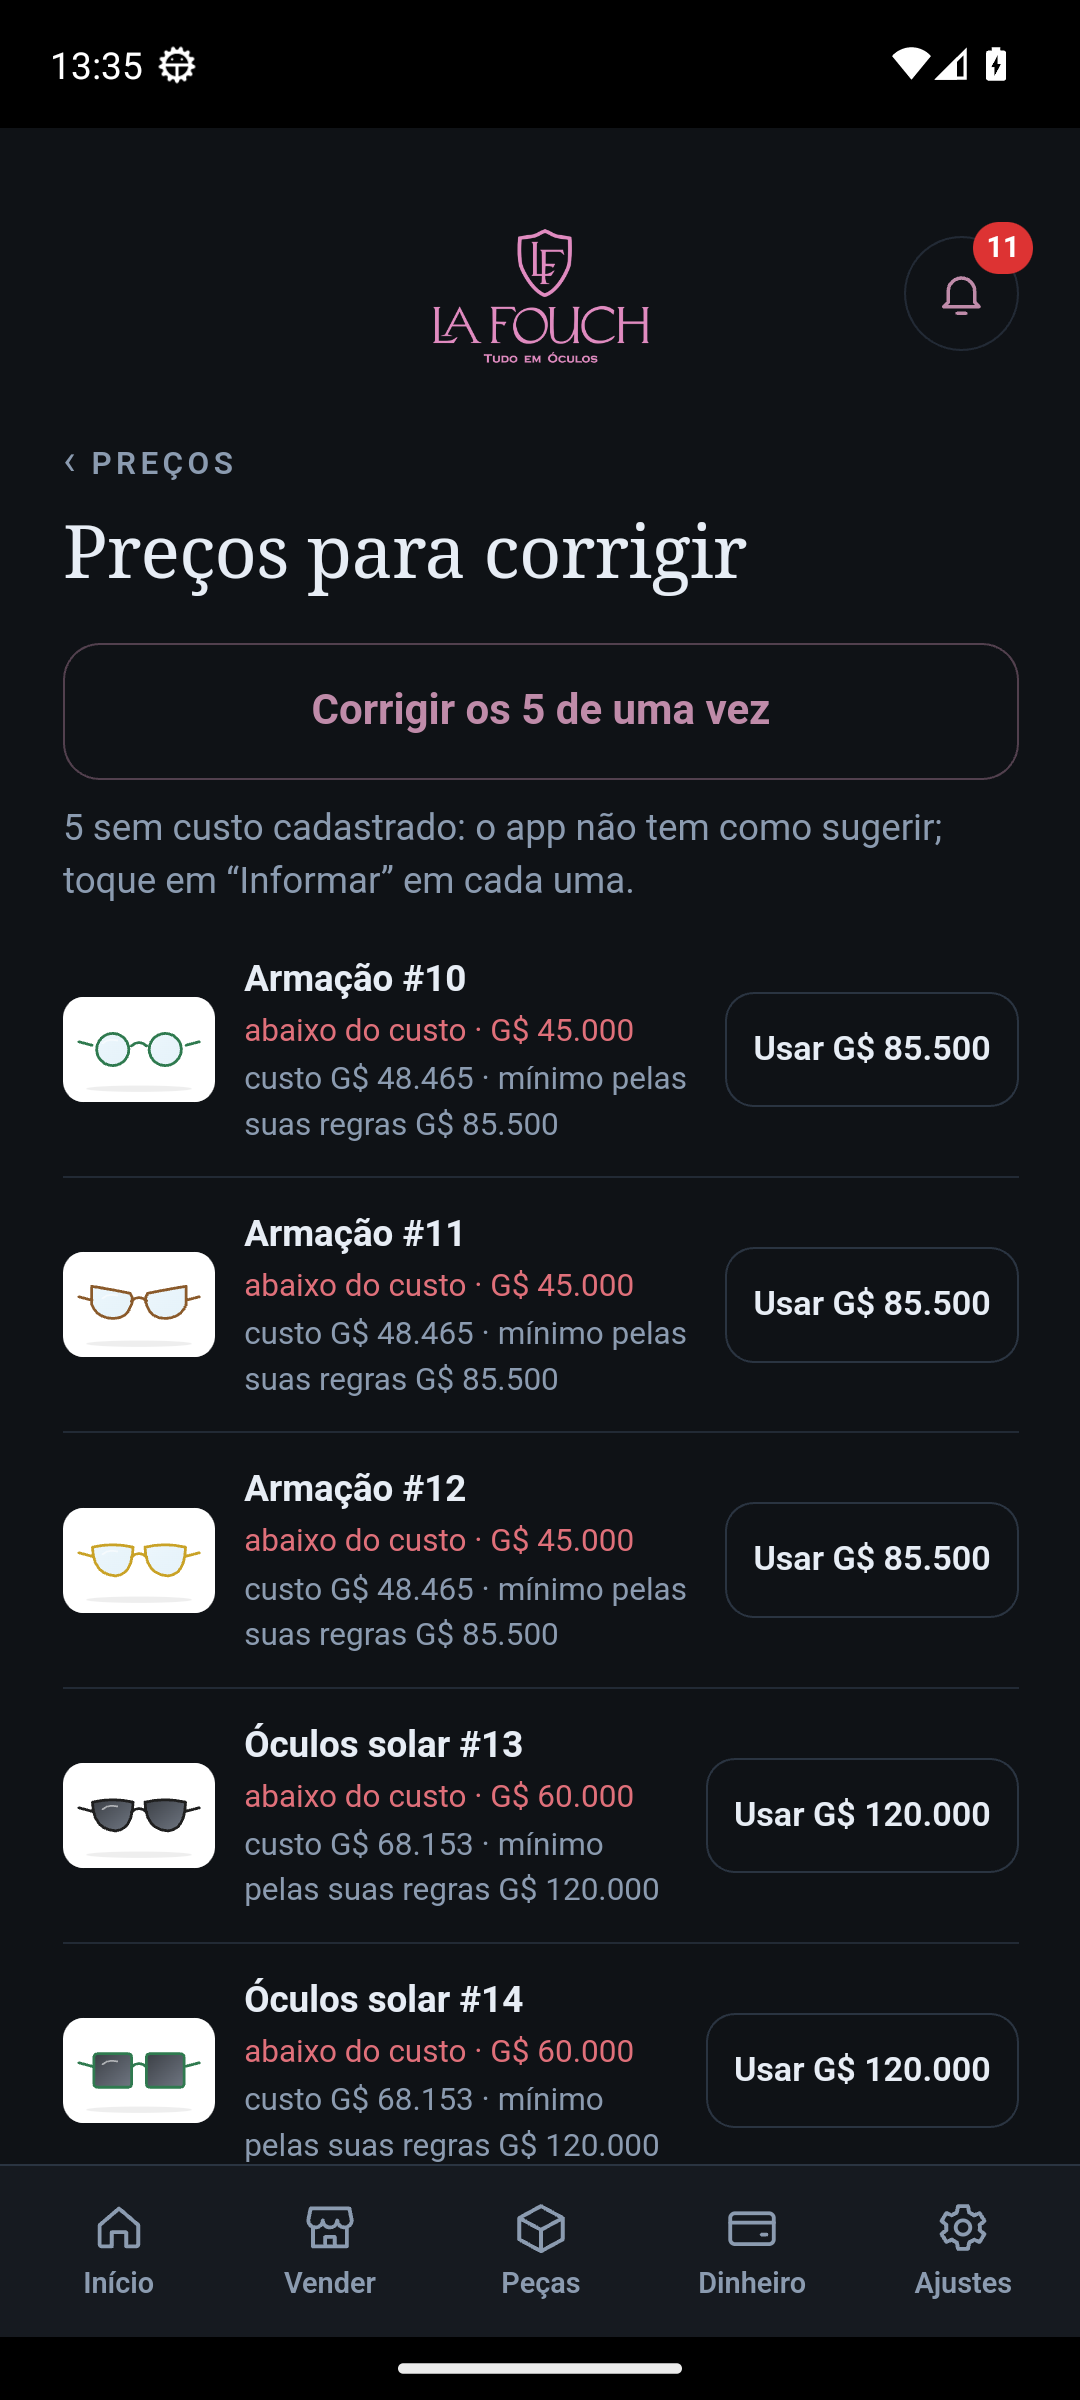 13:35
11
LF
LA FOUCH
TUDO EM ÓCULOS
‹ PREÇOS
Preços para corrigir
Corrigir os 5 de uma vez
5 sem custo cadastrado: o app não tem como sugerir;
toque em “Informar” em cada uma.
Armação #10
abaixo do custo · G$ 45.000
custo G$ 48.465 · mínimo pelas
suas regras G$ 85.500
Usar G$ 85.500
Armação #11
abaixo do custo · G$ 45.000
custo G$ 48.465 · mínimo pelas
suas regras G$ 85.500
Usar G$ 85.500
Armação #12
abaixo do custo · G$ 45.000
custo G$ 48.465 · mínimo pelas
suas regras G$ 85.500
Usar G$ 85.500
Óculos solar #13
abaixo do custo · G$ 60.000
custo G$ 68.153 · mínimo
pelas suas regras G$ 120.000
Usar G$ 120.000
Óculos solar #14
abaixo do custo · G$ 60.000
custo G$ 68.153 · mínimo
pelas suas regras G$ 120.000
Usar G$ 120.000
Início
Vender
Peças
Dinheiro
Ajustes